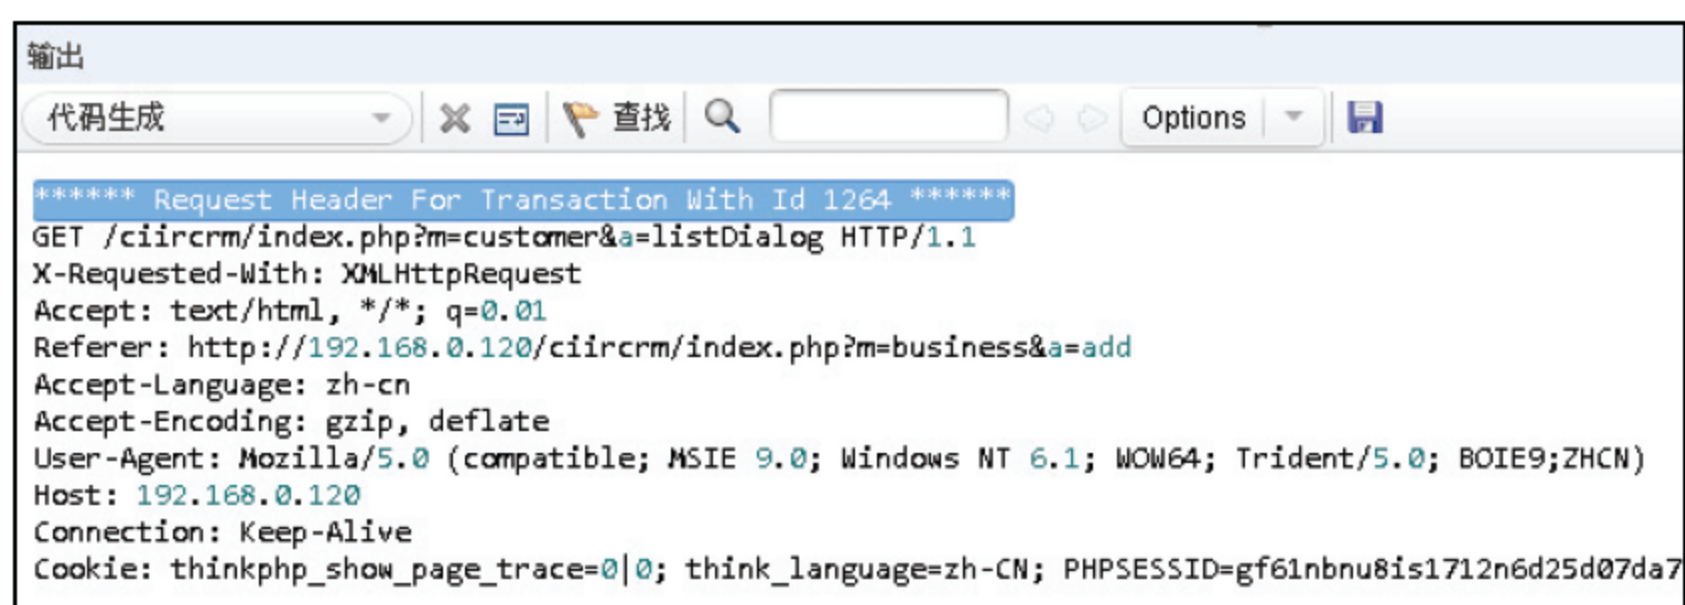 输出
代码生成 查找 Options
****** Request Header For Transaction With Id 1264 ******
GET /ciircrm/index.php?m=customer&a=listDialog HTTP/1.1
X-Requested-With: XMLHttpRequest
Accept: text/html, */*; q=0.01
Referer: http://192.168.0.120/ciircrm/index.php?m=business&a=add
Accept-Language: zh-cn
Accept-Encoding: gzip, deflate
User-Agent: Mozilla/5.0 (compatible; MSIE 9.0; Windows NT 6.1; WOW64; Trident/5.0; BOIE9;ZHCN)
Host: 192.168.0.120
Connection: Keep-Alive
Cookie: thinkphp_show_page_trace=0|0; think_language=zh-CN; PHPSESSID=gf61nbnu8is1712n6d25d07da7